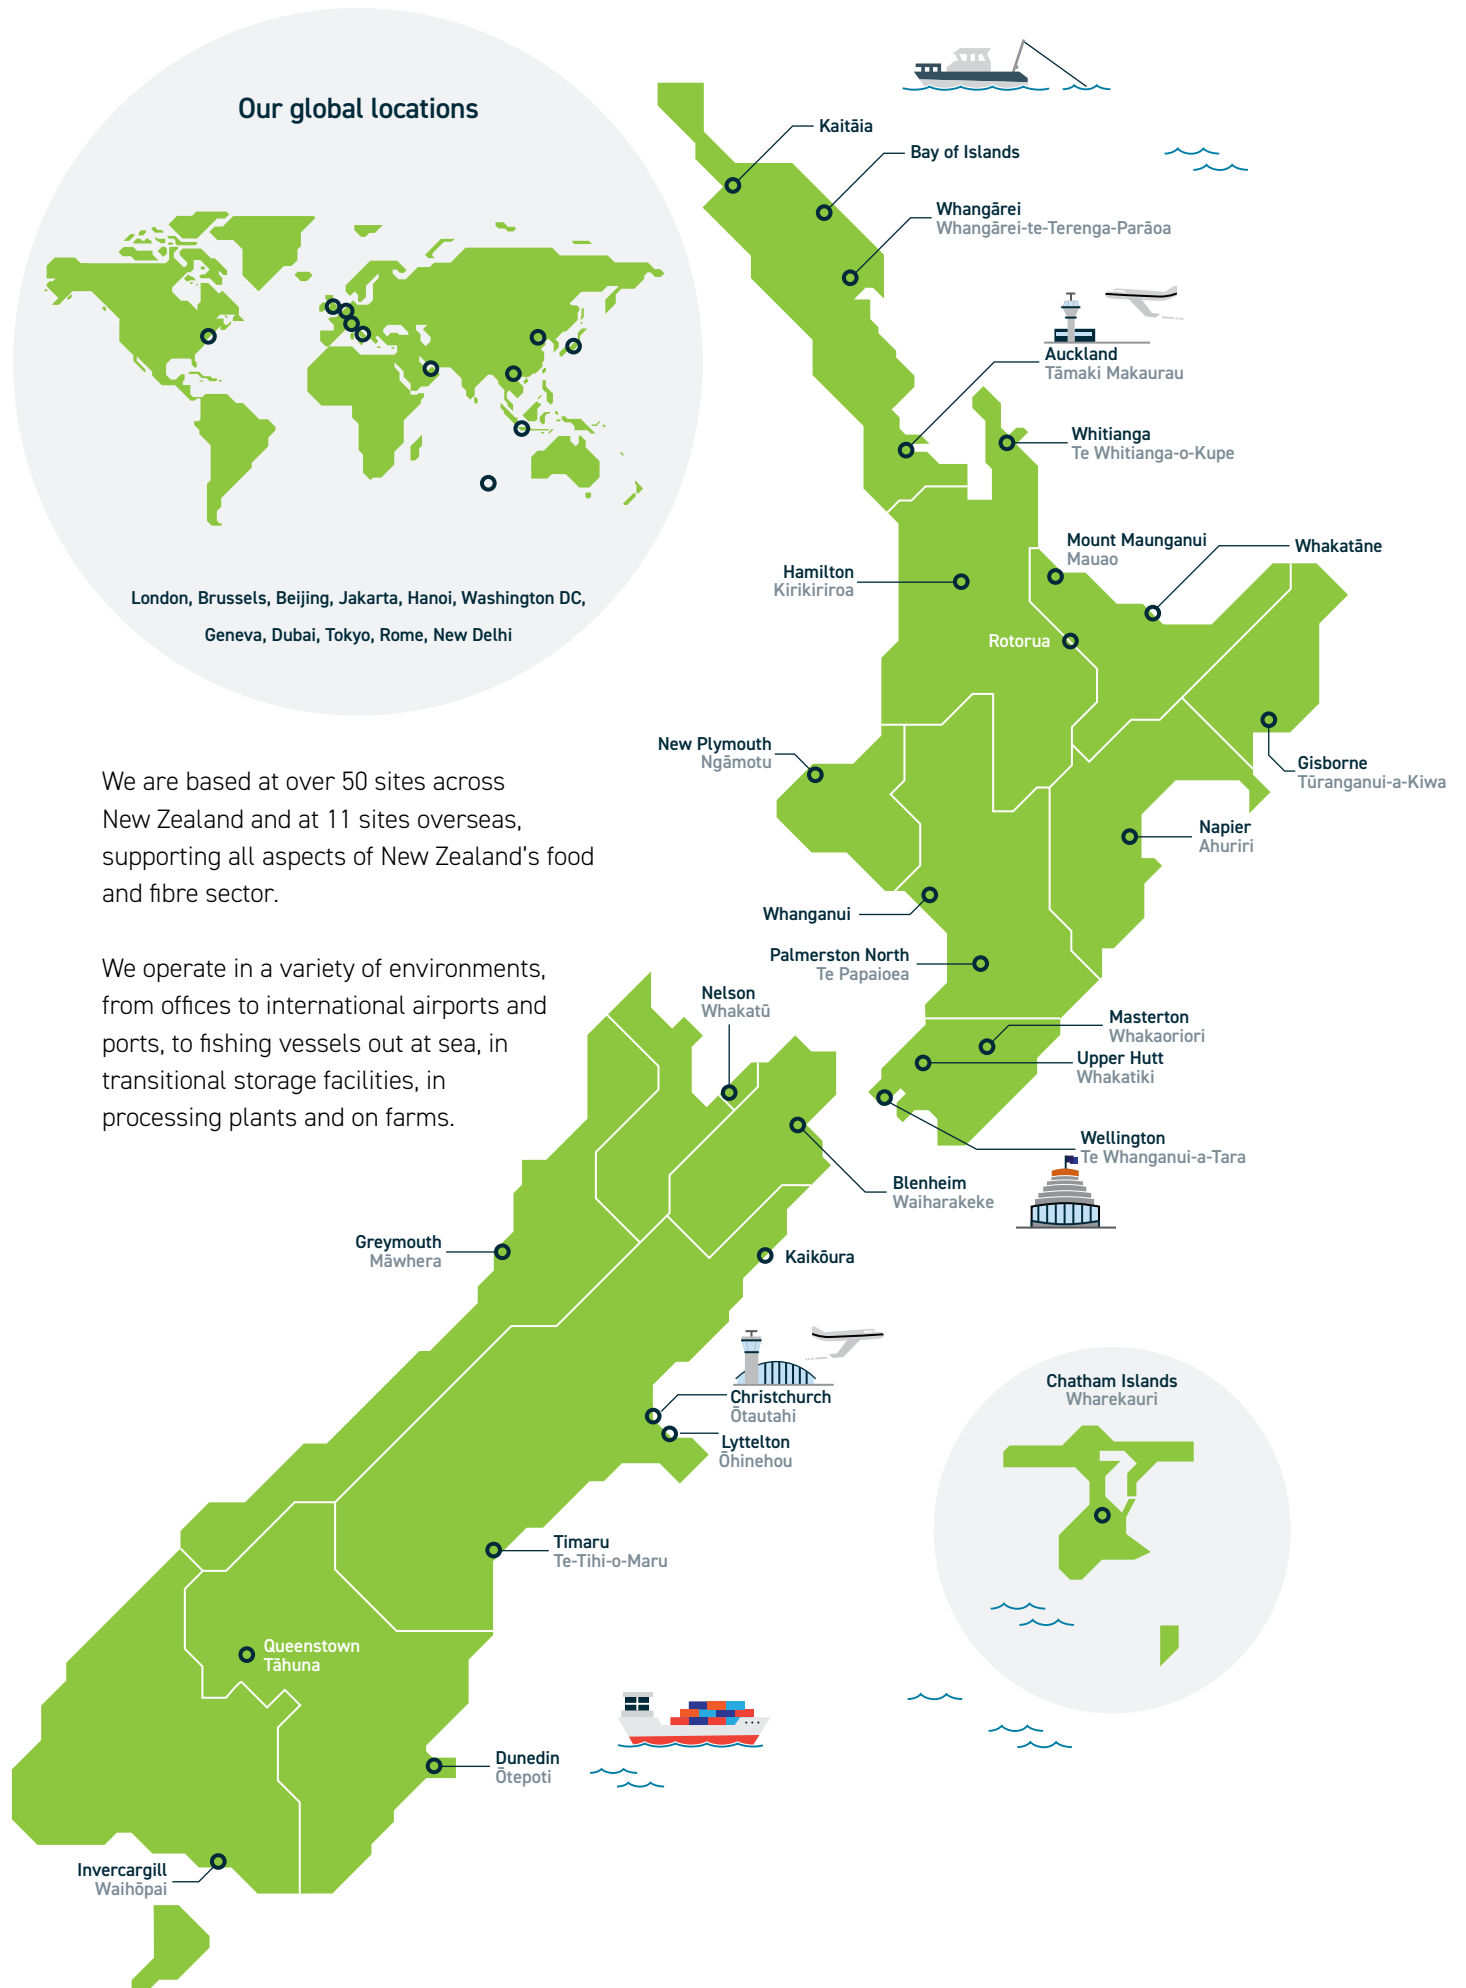 Our global locations
London, Brussels, Beijing, Jakarta, Hanoi, Washington DC,
Geneva, Dubai, Tokyo, Rome, New Delhi
We are based at over 50 sites across
New Zealand and at 11 sites overseas,
supporting all aspects of New Zealand's food
and fibre sector.
We operate in a variety of environments,
from offices to international airports and
ports, to fishing vessels out at sea, in
transitional storage facilities, in
processing plants and on farms.
Kaitāia
Bay of Islands
Whangārei
Whangārei-te-Terenga-Parāoa
Auckland
Tāmaki Makaurau
Whitianga
Te Whitianga-o-Kupe
Mount Maunganui
Mauao
Whakatāne
Hamilton
Kirikiriroa
Rotorua
New Plymouth
Ngāmotu
Gisborne
Tūranganui-a-Kiwa
Napier
Ahuriri
Whanganui
Palmerston North
Te Papaioea
Nelson
Whakatū
Masterton
Whakaoriori
Upper Hutt
Whakatiki
Wellington
Te Whanganui-a-Tara
Blenheim
Waiharakeke
Greymouth
Māwhera
Kaikōura
Christchurch
Ōtautahi
Lyttelton
Ōhinehou
Chatham Islands
Wharekauri
Timaru
Te-Tihi-o-Maru
Queenstown
Tāhuna
Dunedin
Ōtepoti
Invercargill
Waihōpai